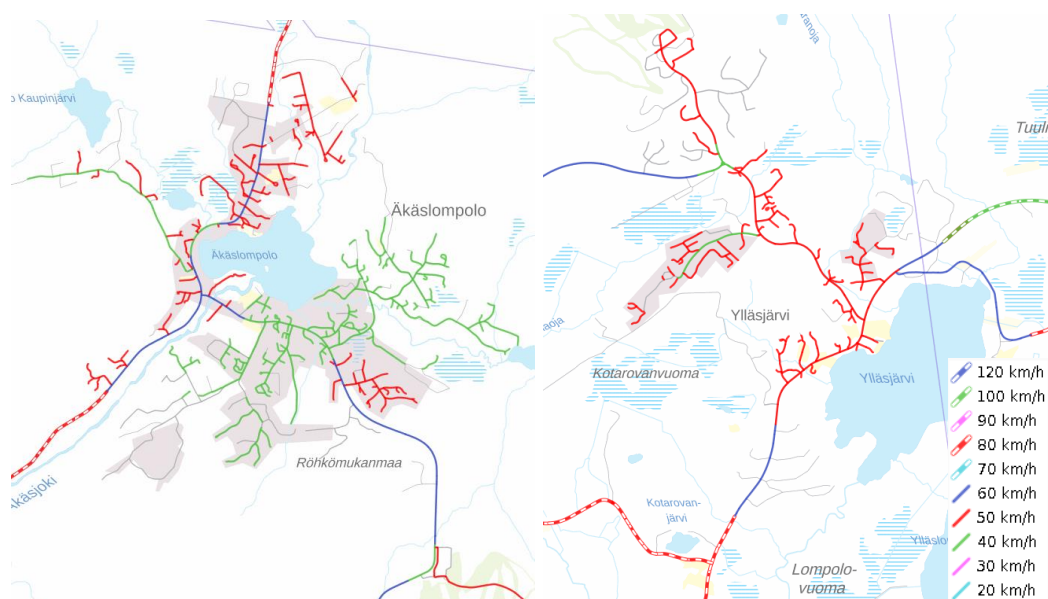 Kaupinjärvi
Äkäslompolo
Äkäslompolo
Röhkömukanmaa
Tuuli
Ylläsjärvi
Kotarovanvuoma
Ylläsjärvi
Kotarovan-
järvi
Lompolo-
vuoma
120 km/h
100 km/h
90 km/h
80 km/h
70 km/h
60 km/h
50 km/h
40 km/h
30 km/h
20 km/h